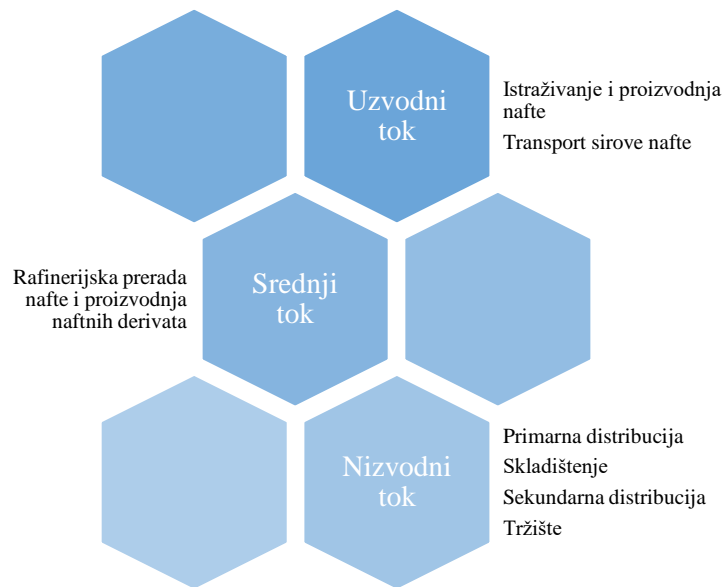 Uzvodni
tok
Istraživanje i proizvodnja
nafte
Transport sirove nafte
Rafinerijska prerada
nafte i proizvodnja
naftnih derivata
Srednji
tok
Nizvodni
tok
Primarna distribucija
Skladištenje
Sekundarna distribucija
Tržište